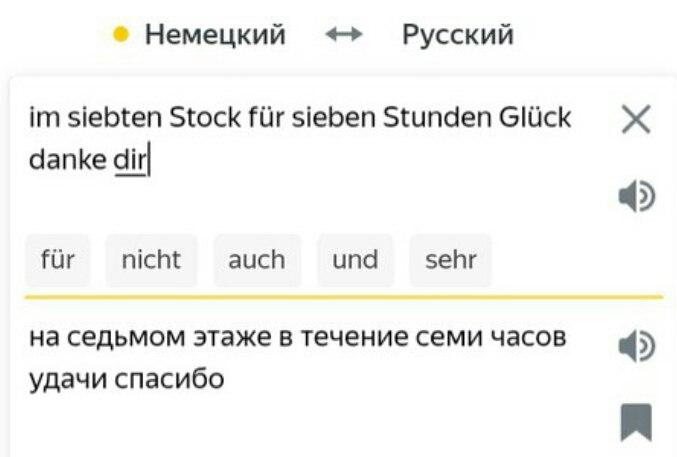 Немецкий ↔ Русский
im siebten Stock für sieben Stunden Glück
danke dir
für nicht auch und sehr
на седьмом этаже в течение семи часов
удачи спасибо